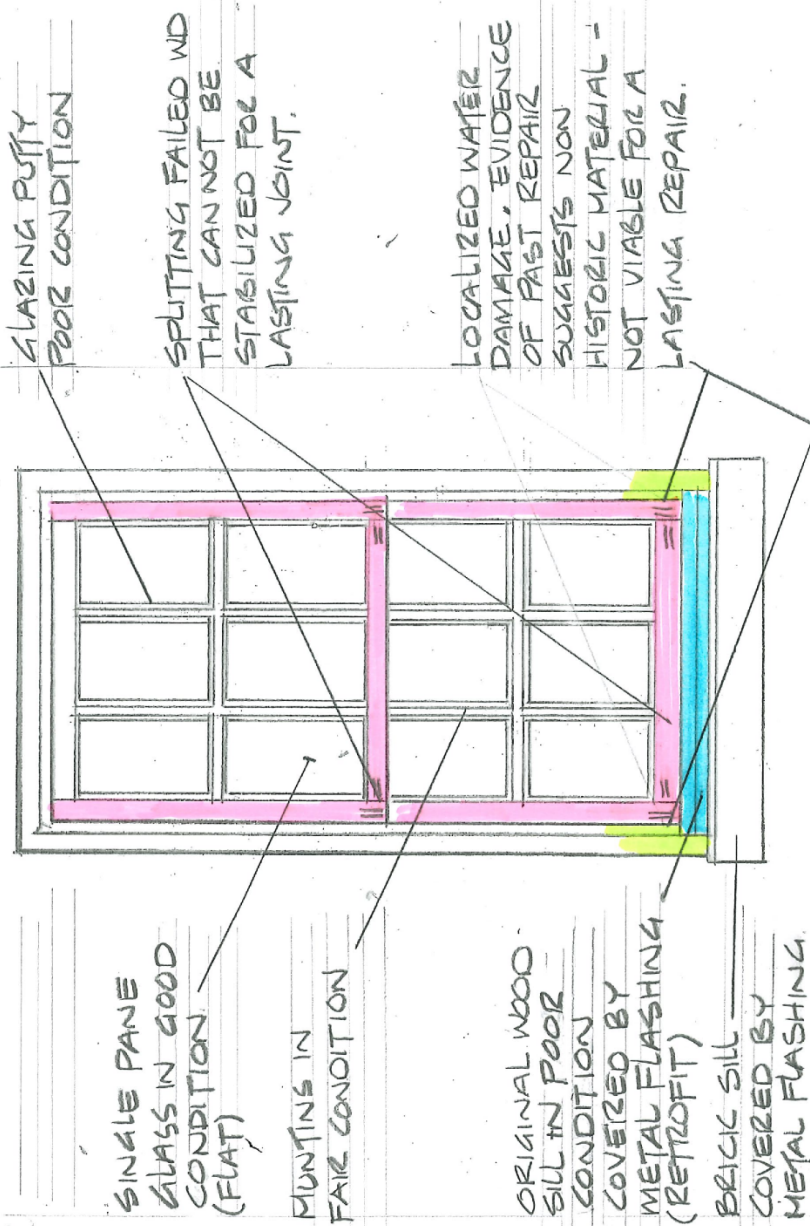 GLAZING PUTTY
POOR CONDITION
SPLITTING FAILED WD
THAT CAN NOT BE
STABILIZED FOR A
LASTING JOINT.
LOCALIZED WATER
DAMAGE. EVIDENCE
OF PAST REPAIR
SUGGESTS NON
HISTORIC MATERIAL -
NOT VIABLE FOR A
LASTING REPAIR.
SINGLE PANE
GLASS IN GOOD
CONDITION
(FLAT)
MUNTINS IN
FAIR CONDITION
ORIGINAL WOOD
SILL IN POOR
CONDITION
COVERED BY
METAL FLASHING
(RETROFIT)
BRICK SILL
COVERED BY
METAL FLASHING